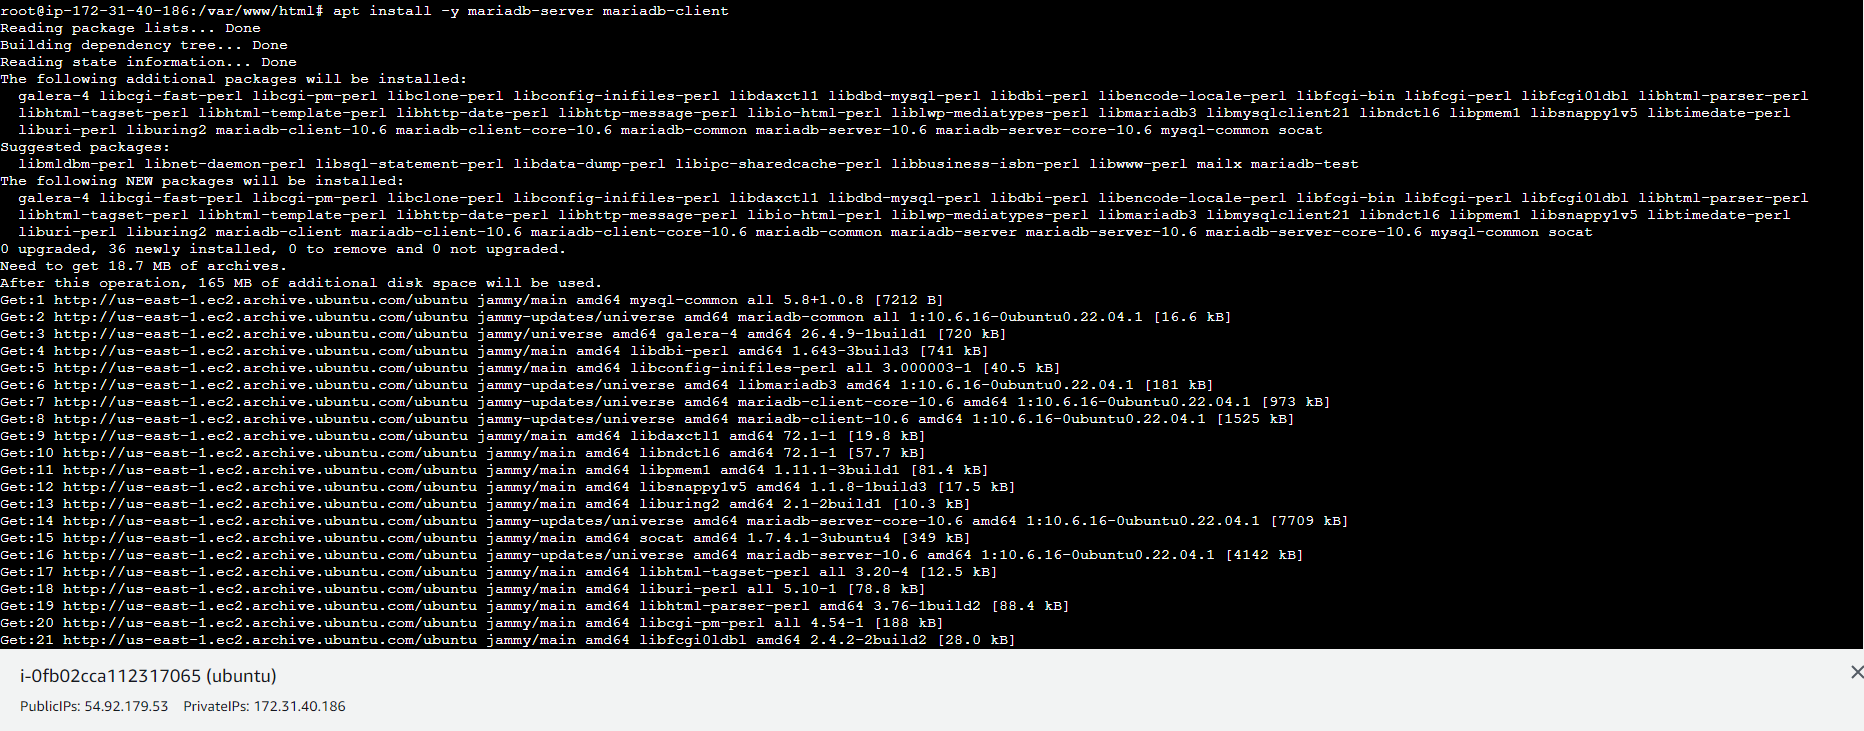 root@ip-172-31-40-186:/var/www/html# apt install -y mariadb-server mariadb-client
Reading package lists... Done
Building dependency tree... Done
Reading state information... Done
The following additional packages will be installed:
  galera-4 libcgi-fast-perl libcgi-pm-perl libclone-perl libconfig-inifiles-perl libdaxctl1 libdbd-mysql-perl libdbi-perl libencode-locale-perl libfcgi-bin libfcgi-perl libfcgi0ldbl libhtml-parser-perl
  libhtml-tagset-perl libhtml-template-perl libhttp-date-perl libhttp-message-perl libio-html-perl liblwp-mediatypes-perl libmariadb3 libmysqlclient21 libndctl6 libpmem1 libsnappy1v5 libtimedate-perl
  liburi-perl liburing2 mariadb-client-10.6 mariadb-client-core-10.6 mariadb-common mariadb-server-10.6 mariadb-server-core-10.6 mysql-common socat
Suggested packages:
  libmldbm-perl libnet-daemon-perl libsql-statement-perl libdata-dump-perl libipc-sharedcache-perl libbusiness-isbn-perl libwww-perl mailx mariadb-test
The following NEW packages will be installed:
  galera-4 libcgi-fast-perl libcgi-pm-perl libclone-perl libconfig-inifiles-perl libdaxctl1 libdbd-mysql-perl libdbi-perl libencode-locale-perl libfcgi-bin libfcgi-perl libfcgi0ldbl libhtml-parser-perl
  libhtml-tagset-perl libhtml-template-perl libhttp-date-perl libhttp-message-perl libio-html-perl liblwp-mediatypes-perl libmariadb3 libmysqlclient21 libndctl6 libpmem1 libsnappy1v5 libtimedate-perl
  liburi-perl liburing2 mariadb-client mariadb-client-10.6 mariadb-client-core-10.6 mariadb-common mariadb-server mariadb-server-10.6 mariadb-server-core-10.6 mysql-common socat
0 upgraded, 36 newly installed, 0 to remove and 0 not upgraded.
Need to get 18.7 MB of archives.
After this operation, 165 MB of additional disk space will be used.
Get:1 http://us-east-1.ec2.archive.ubuntu.com/ubuntu jammy/main amd64 mysql-common all 5.8+1.0.8 [7212 B]
Get:2 http://us-east-1.ec2.archive.ubuntu.com/ubuntu jammy-updates/universe amd64 mariadb-common all 1:10.6.16-0ubuntu0.22.04.1 [16.6 kB]
Get:3 http://us-east-1.ec2.archive.ubuntu.com/ubuntu jammy/universe amd64 galera-4 amd64 26.4.9-1build1 [720 kB]
Get:4 http://us-east-1.ec2.archive.ubuntu.com/ubuntu jammy/main amd64 libdbi-perl amd64 1.643-3build3 [741 kB]
Get:5 http://us-east-1.ec2.archive.ubuntu.com/ubuntu jammy/main amd64 libconfig-inifiles-perl all 3.000003-1 [40.5 kB]
Get:6 http://us-east-1.ec2.archive.ubuntu.com/ubuntu jammy-updates/universe amd64 libmariadb3 amd64 1:10.6.16-0ubuntu0.22.04.1 [181 kB]
Get:7 http://us-east-1.ec2.archive.ubuntu.com/ubuntu jammy-updates/universe amd64 mariadb-client-core-10.6 amd64 1:10.6.16-0ubuntu0.22.04.1 [973 kB]
Get:8 http://us-east-1.ec2.archive.ubuntu.com/ubuntu jammy-updates/universe amd64 mariadb-client-10.6 amd64 1:10.6.16-0ubuntu0.22.04.1 [1525 kB]
Get:9 http://us-east-1.ec2.archive.ubuntu.com/ubuntu jammy/main amd64 libdaxctl1 amd64 72.1-1 [19.8 kB]
Get:10 http://us-east-1.ec2.archive.ubuntu.com/ubuntu jammy/main amd64 libndctl6 amd64 72.1-1 [57.7 kB]
Get:11 http://us-east-1.ec2.archive.ubuntu.com/ubuntu jammy/main amd64 libpmem1 amd64 1.11.1-3build1 [81.4 kB]
Get:12 http://us-east-1.ec2.archive.ubuntu.com/ubuntu jammy/main amd64 libsnappy1v5 amd64 1.1.8-1build3 [17.5 kB]
Get:13 http://us-east-1.ec2.archive.ubuntu.com/ubuntu jammy/main amd64 liburing2 amd64 2.1-2build1 [10.3 kB]
Get:14 http://us-east-1.ec2.archive.ubuntu.com/ubuntu jammy-updates/universe amd64 mariadb-server-core-10.6 amd64 1:10.6.16-0ubuntu0.22.04.1 [7709 kB]
Get:15 http://us-east-1.ec2.archive.ubuntu.com/ubuntu jammy/main amd64 socat amd64 1.7.4.1-3ubuntu4 [349 kB]
Get:16 http://us-east-1.ec2.archive.ubuntu.com/ubuntu jammy-updates/universe amd64 mariadb-server-10.6 amd64 1:10.6.16-0ubuntu0.22.04.1 [4142 kB]
Get:17 http://us-east-1.ec2.archive.ubuntu.com/ubuntu jammy/main amd64 libhtml-tagset-perl all 3.20-4 [12.5 kB]
Get:18 http://us-east-1.ec2.archive.ubuntu.com/ubuntu jammy/main amd64 liburi-perl all 5.10-1 [78.8 kB]
Get:19 http://us-east-1.ec2.archive.ubuntu.com/ubuntu jammy/main amd64 libhtml-parser-perl amd64 3.76-1build2 [88.4 kB]
Get:20 http://us-east-1.ec2.archive.ubuntu.com/ubuntu jammy/main amd64 libcgi-pm-perl all 4.54-1 [188 kB]
Get:21 http://us-east-1.ec2.archive.ubuntu.com/ubuntu jammy/main amd64 libfcgi0ldbl amd64 2.4.2-2build2 [28.0 kB]
i-0fb02cca112317065 (ubuntu)
PublicIPs: 54.92.179.53 PrivateIPs: 172.31.40.186